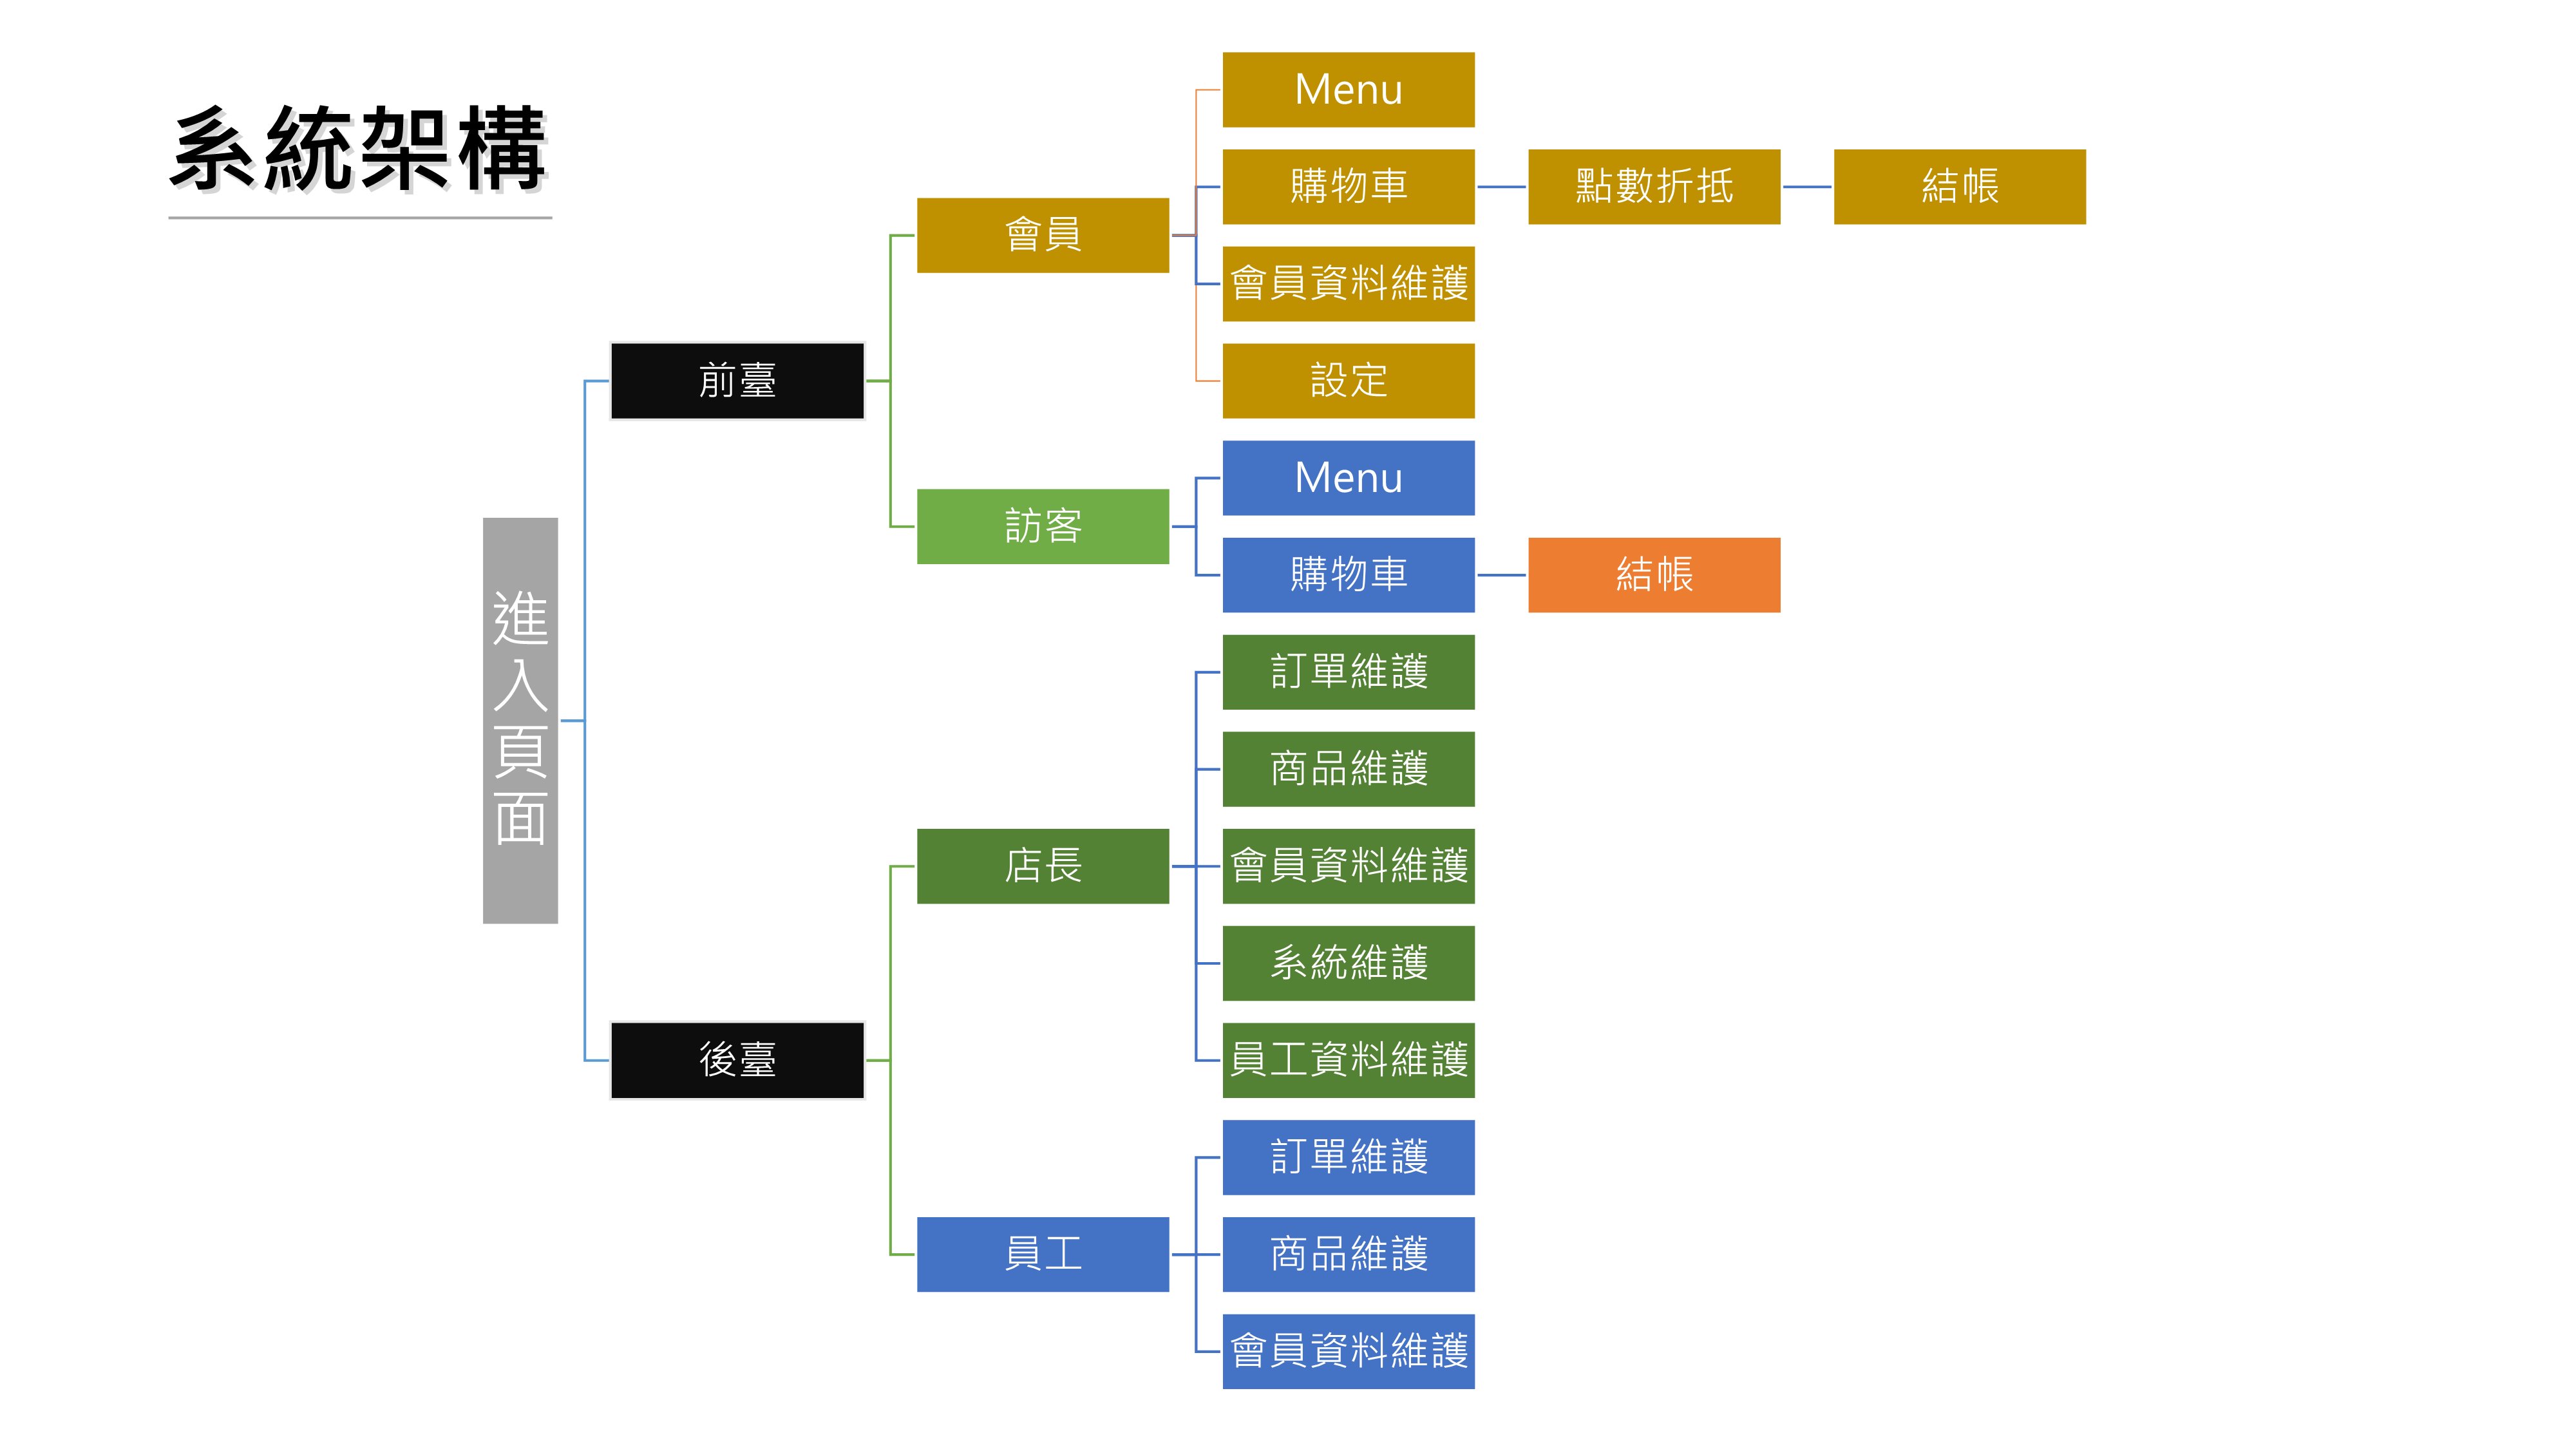 系統架構
進入頁面
前臺
會員
Menu
購物車
點數折抵
結帳
會員資料維護
設定
訪客
Menu
購物車
結帳
後臺
店長
訂單維護
商品維護
會員資料維護
系統維護
員工資料維護
員工
訂單維護
商品維護
會員資料維護